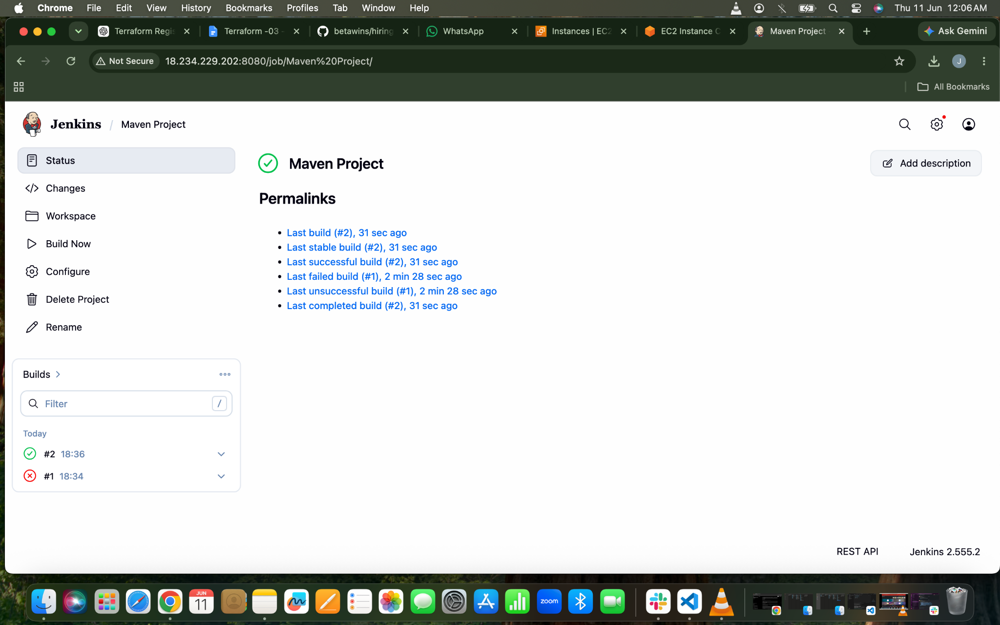 Chrome File Edit View History Bookmarks Profiles Tab Window Help Thu 11 Jun 12:06 AM
Terraform Regis Terraform -03 - betawins/hiring WhatsApp Instances | EC2 EC2 Instance C Maven Project Ask Gemini
Not Secure 18.234.229.202:8080/job/Maven%20Project/ J
All Bookmarks
Jenkins / Maven Project
Status
Changes
Workspace
Build Now
Configure
Delete Project
Rename
Maven Project
Add description
Permalinks
Last build (#2), 31 sec ago
Last stable build (#2), 31 sec ago
Last successful build (#2), 31 sec ago
Last failed build (#1), 2 min 28 sec ago
Last unsuccessful build (#1), 2 min 28 sec ago
Last completed build (#2), 31 sec ago
Builds
Filter /
Today
#2 18:36
#1 18:34
REST API Jenkins 2.555.2
JUN
11
zoom